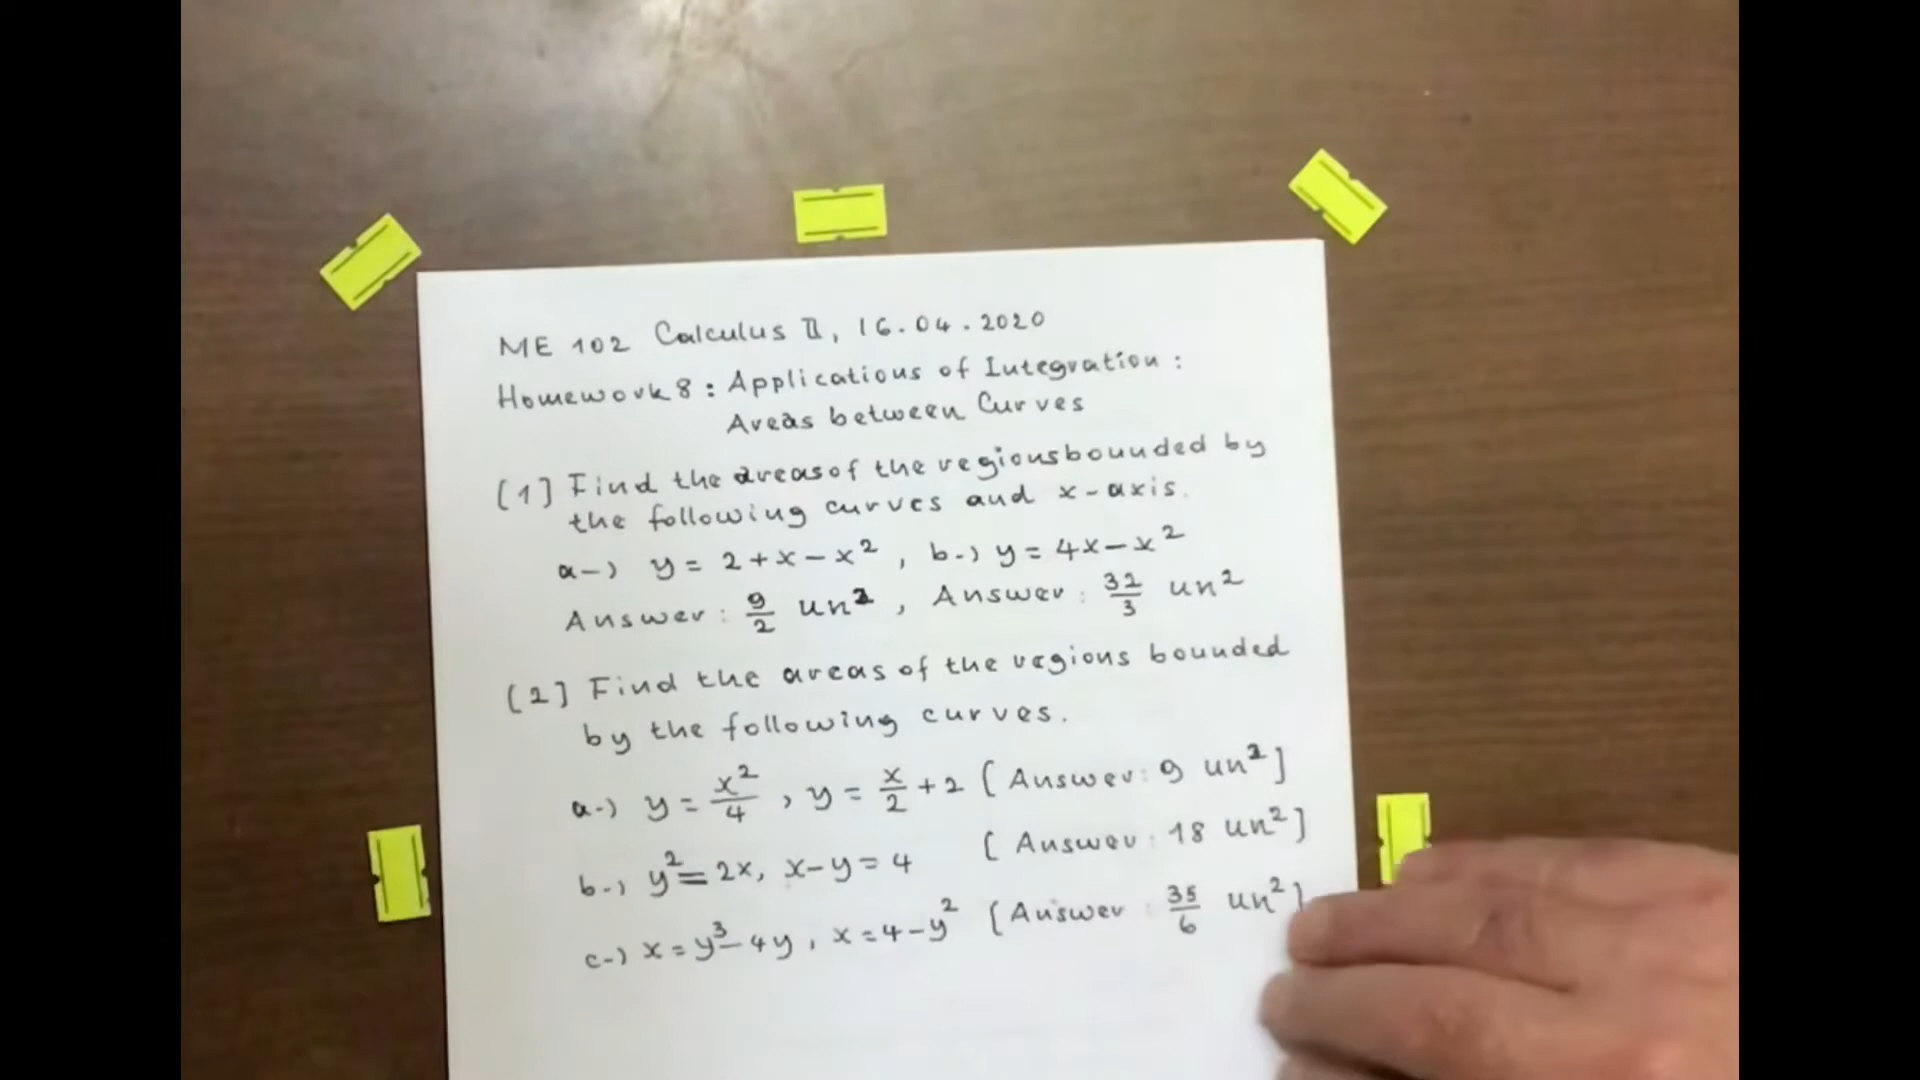 ME 102 Calculus II, 16.04.2020
Homework 8: Applications of Integration:
Areas between Curves
[1] Find the areas of the regions bounded by
the following curves and x-axis.
a-) y = 2+x-x², b-) y = 4x-x²
Answer: 9/2 un², Answer: 32/3 un²
[2] Find the areas of the regions bounded
by the following curves.
a-) y = x²/4, y = x/2 + 2 [Answer: 9 un²]
b-) y² = 2x, x-y = 4 [Answer: 18 un²]
c-) x = y³-4y, x = 4-y² [Answer: 35/6 un²]